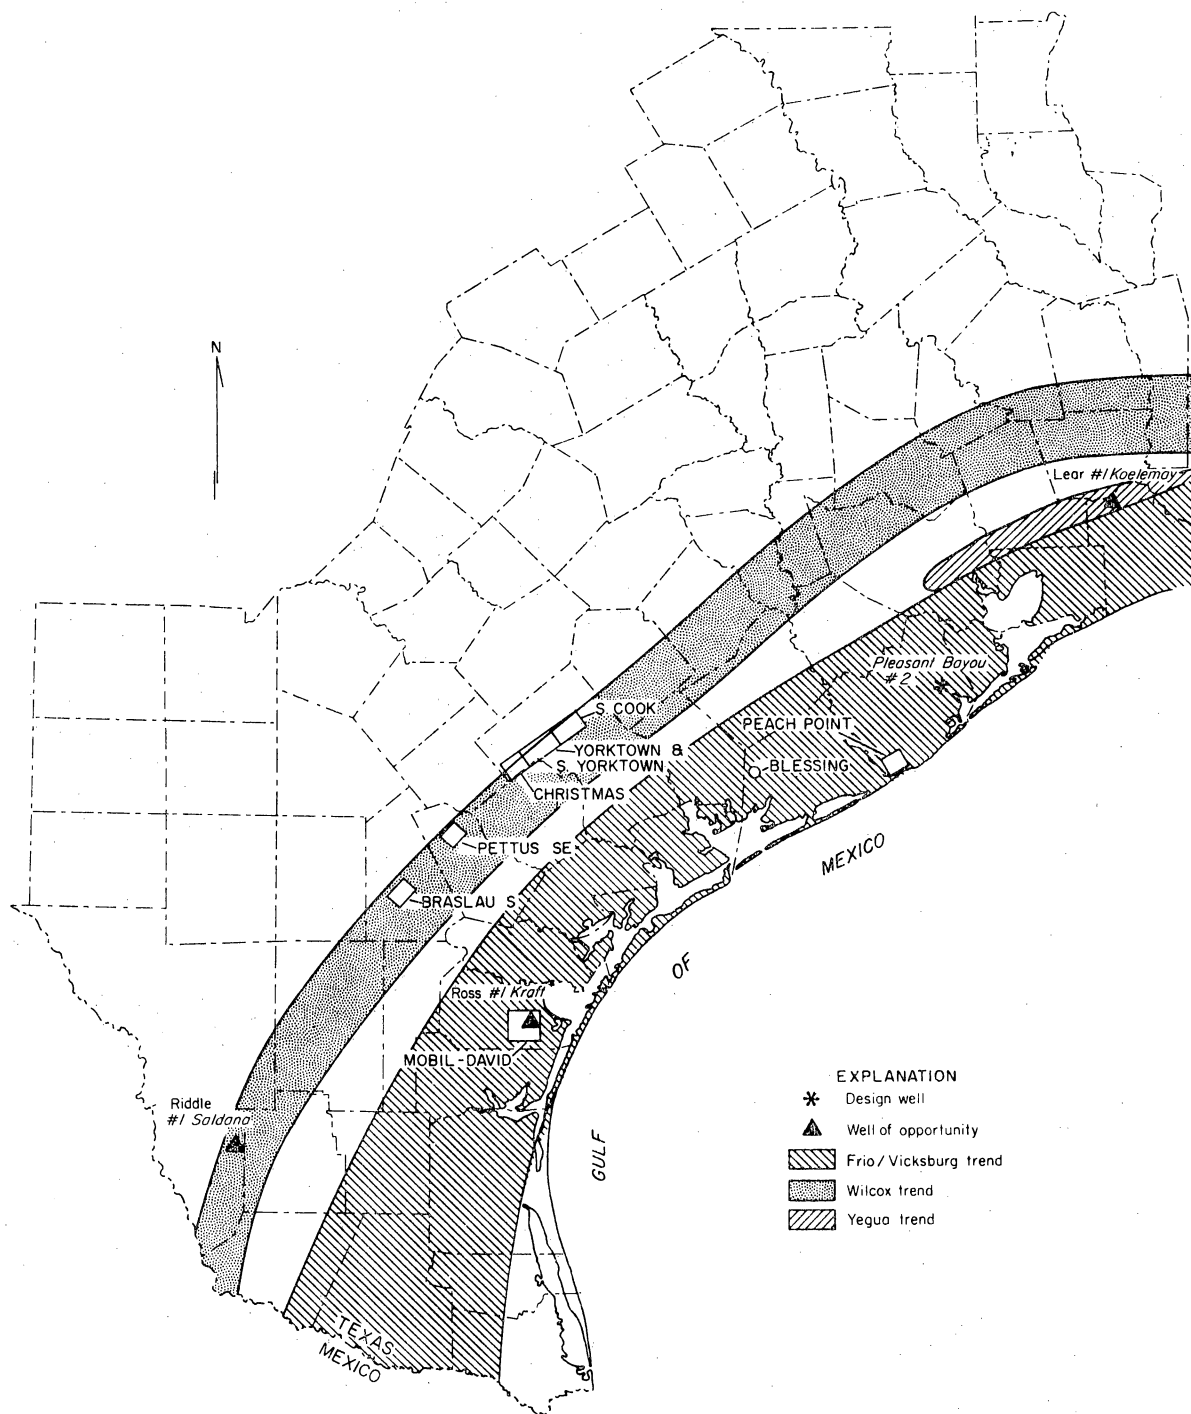 N
Lear #1 Koelemay
Pleasant Bayou
#2
S. COOK
PEACH POINT
YORKTOWN &
S. YORKTOWN
BLESSING
CHRISTMAS
PETTUS SE
BRASLAU S
MEXICO
OF
GULF
Ross #1 Kraft
MOBIL-DAVID
Riddle
#1 Saldana
EXPLANATION
Design well
Well of opportunity
Frio/Vicksburg trend
Wilcox trend
Yegua trend
TEXAS
MEXICO